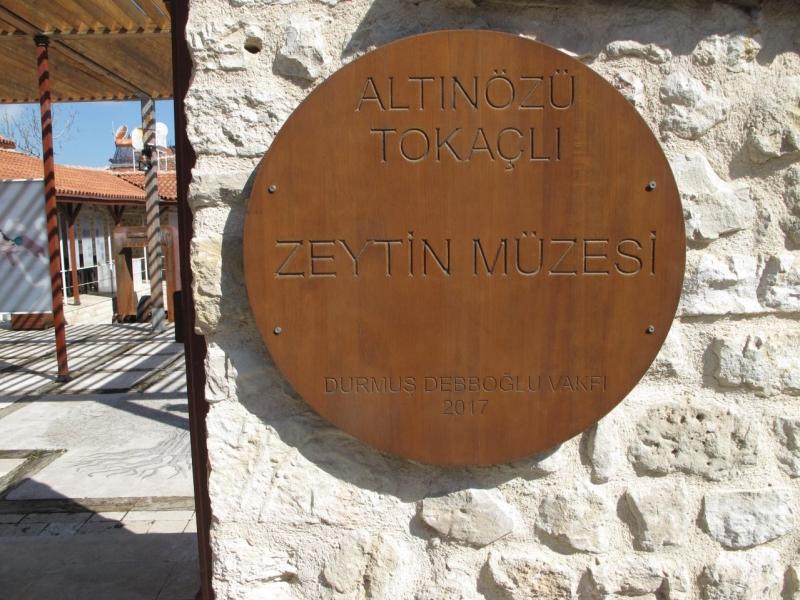 ALTINÖZÜ
TOKAÇLI
ZEYTİN MÜZESİ
DURMUŞ DEBBOĞLU VAKFI
2017